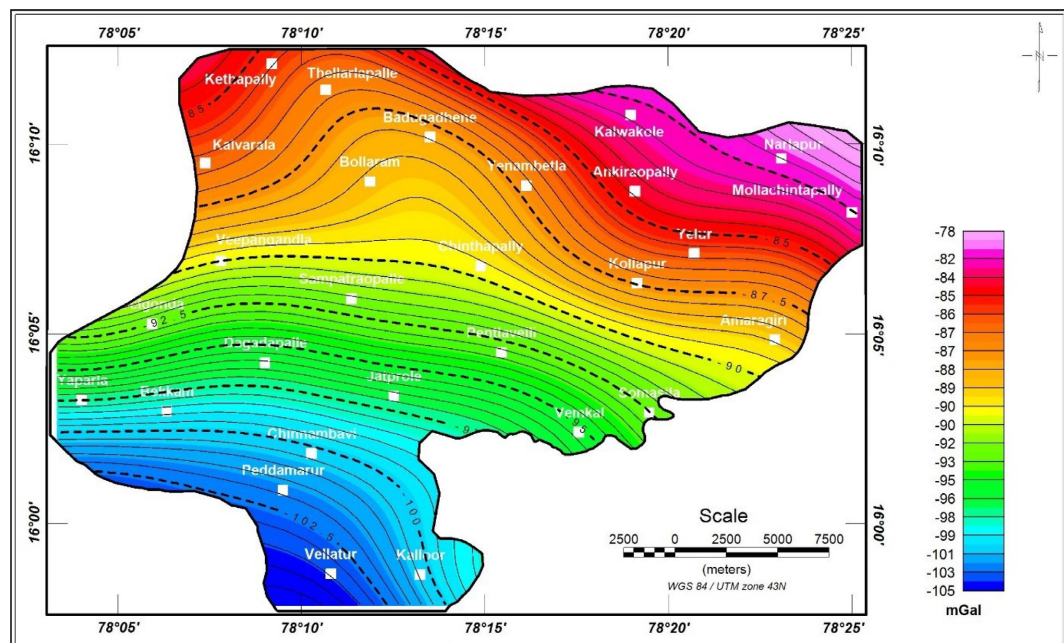 78°05' 78°10' 78°15' 78°20' 78°25'
N
Kethapally
Thellarlapalle
-85
Badugadhene
Kalwakole
16°10' 16°10'
Narlapur
Kalvarala
Bollaram
Yenambetla
Ankiraopally
Mollachintapally
Veepangandla
Chinthapally
Yelur
-85
Kollapur
Sampatraopalle
-87.5
-92.5
Pentlavelli
Amaragiri
16°05' 16°05'
-90
Dagadapalle
Yaparla
Jatprole
Somasila
Vemkal
Chinnambavi
Peddamarur
-100
16°00' 16°00'
-102.5
Vellatur
Kalloor
Scale
2500 0 2500 5000 7500
(meters)
WGS 84 / UTM zone 43N
-78
-82
-84
-85
-86
-87
-88
-89
-90
-90
-92
-93
-95
-96
-98
-99
-101
-103
-105
mGal
78°05' 78°10' 78°15' 78°20' 78°25'